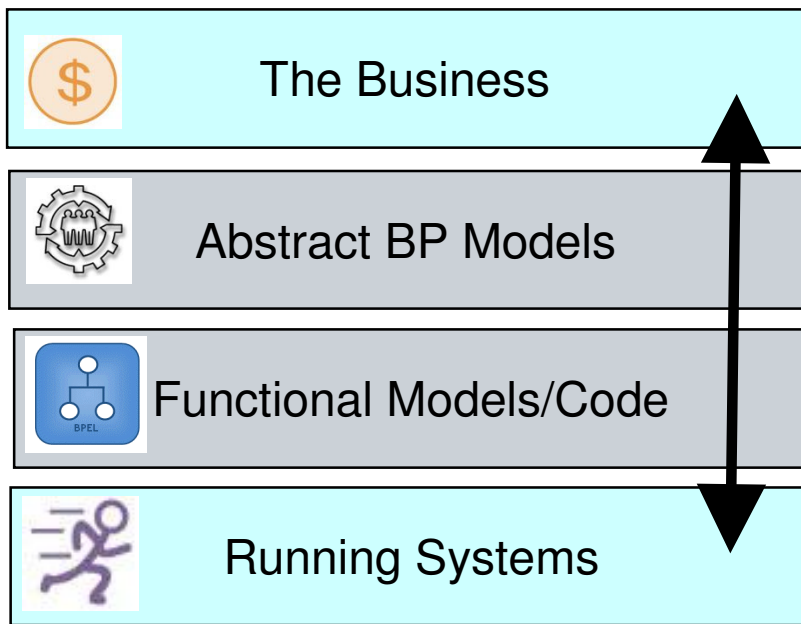 $
The Business
Abstract BP Models
Functional Models/Code
BPEL
Running Systems